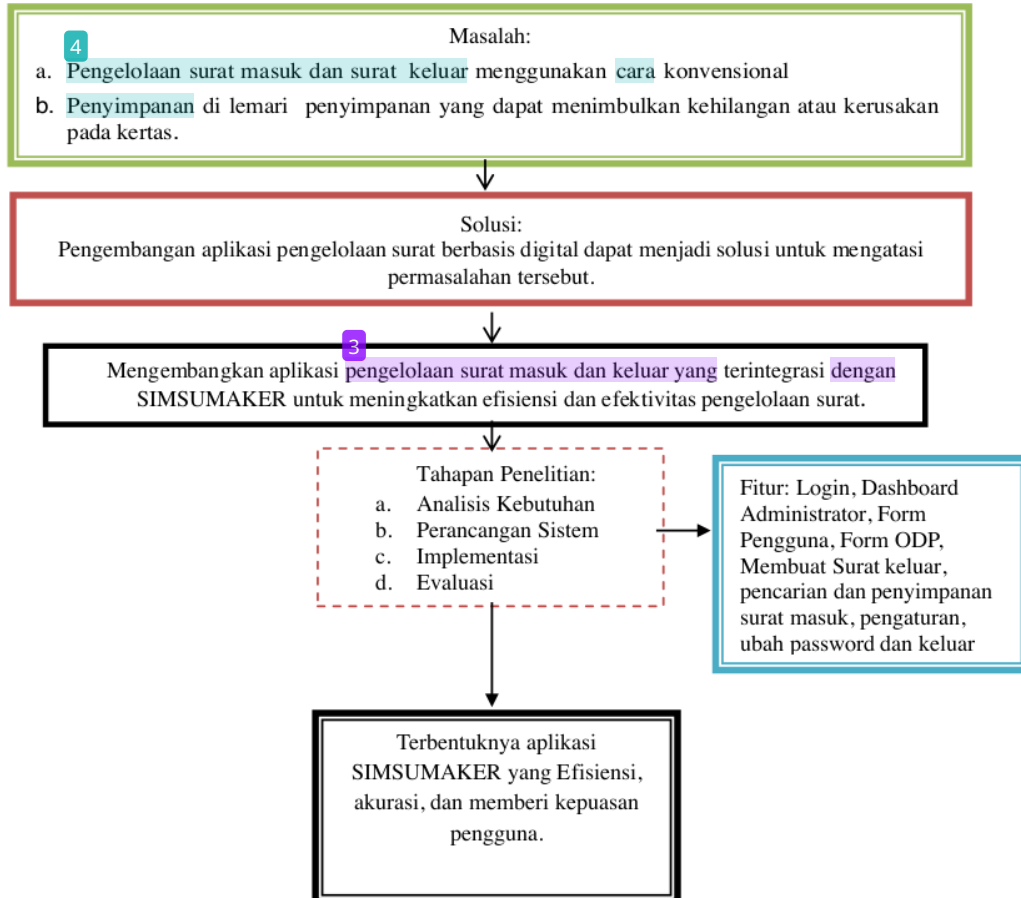 Masalah:
4
a. Pengelolaan surat masuk dan surat keluar menggunakan cara konvensional
b. Penyimpanan di lemari penyimpanan yang dapat menimbulkan kehilangan atau kerusakan
pada kertas.
Solusi:
Pengembangan aplikasi pengelolaan surat berbasis digital dapat menjadi solusi untuk mengatasi
permasalahan tersebut.
3
Mengembangkan aplikasi pengelolaan surat masuk dan keluar yang terintegrasi dengan
SIMSUMAKER untuk meningkatkan efisiensi dan efektivitas pengelolaan surat.
Tahapan Penelitian:
a. Analisis Kebutuhan
b. Perancangan Sistem
c. Implementasi
d. Evaluasi
Fitur: Login, Dashboard
Administrator, Form
Pengguna, Form ODP,
Membuat Surat keluar,
pencarian dan penyimpanan
surat masuk, pengaturan,
ubah password dan keluar
Terbentuknya aplikasi
SIMSUMAKER yang Efisiensi,
akurasi, dan memberi kepuasan
pengguna.